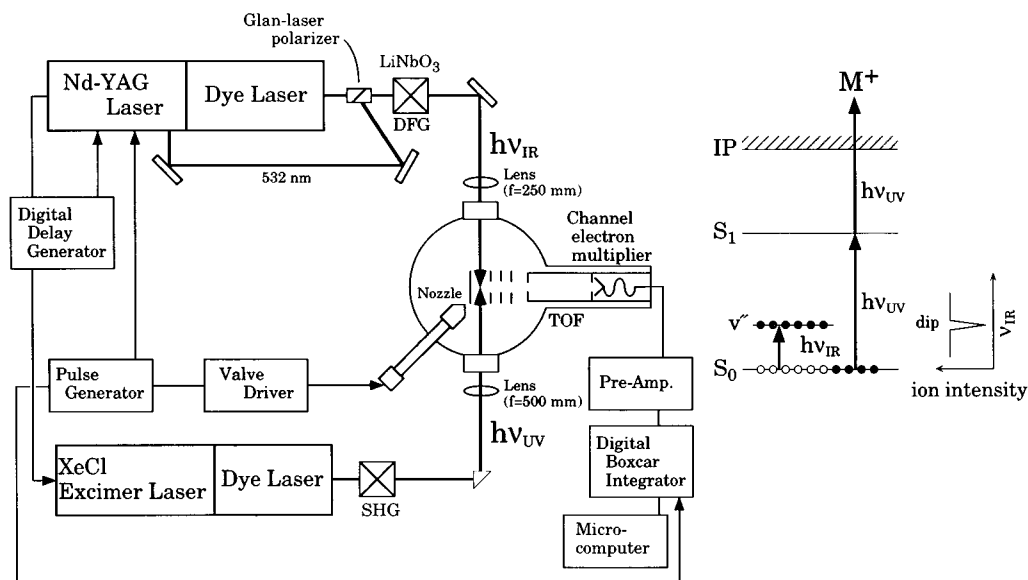 Glan-laser
polarizer
LiNbO3
Nd-YAG
Laser
Dye Laser
DFG
532 nm
hνIR
Lens
(f=250 mm)
Digital
Delay
Generator
Channel
electron
multiplier
Nozzle
TOF
Pulse
Generator
Valve
Driver
Lens
(f=500 mm)
Pre-Amp.
hνUV
XeCl
Excimer Laser
Dye Laser
SHG
Digital
Boxcar
Integrator
Micro-
computer
M+
IP
hνUV
S1
hνUV
v″
hνIR
S0
dip
νIR
ion intensity